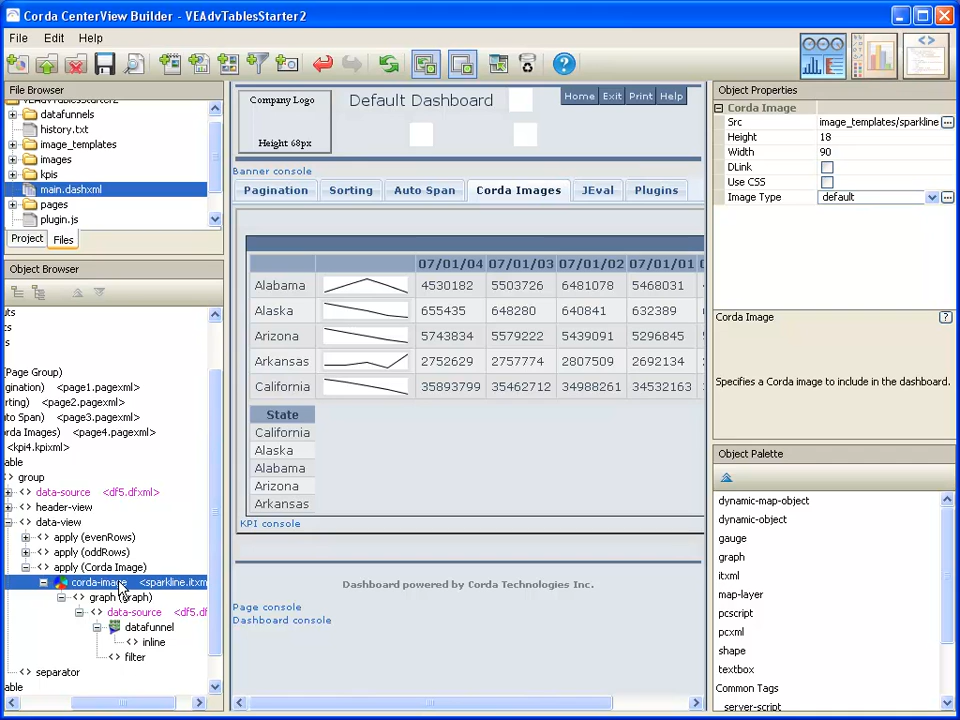 Corda CenterView Builder - VEAdvTablesStarter2
File Edit Help
File Browser
VEAdvTablesStarter2
datafunnels
history.txt
image_templates
images
kpis
main.dashxml
pages
plugin.js
Project Files
Object Browser
(Page Group)
<page1.pagexml>
<page2.pagexml>
<page3.pagexml>
<page4.pagexml>
<kpi4.kpixml>
group
data-source <df5.dfxml>
header-view
data-view
apply (evenRows)
apply (oddRows)
apply (Corda Image)
corda-image <sparkline.itxm
graph (graph)
data-source <df5.df
datafunnel
inline
filter
separator
Company Logo
Height 68px
Default Dashboard
Home Exit Print Help
Banner console
Pagination Sorting Auto Span Corda Images JEval Plugins
07/01/04 07/01/03 07/01/02 07/01/01
Alabama 4530182 5503726 6481078 5468031
Alaska 655435 648280 640841 632389
Arizona 5743834 5579222 5439091 5296845
Arkansas 2752629 2757774 2807509 2692134
California 35893799 35462712 34988261 34532163
State
California
Alaska
Alabama
Arizona
Arkansas
KPI console
Dashboard powered by Corda Technologies Inc.
Page console
Dashboard console
Object Properties
Corda Image
Src image_templates/sparkline
Height 18
Width 90
DLink
Use CSS
Image Type default
Corda Image
Specifies a Corda image to include in the dashboard.
Object Palette
dynamic-map-object
dynamic-object
gauge
graph
itxml
map-layer
pcscript
pcxml
shape
textbox
Common Tags
server-script